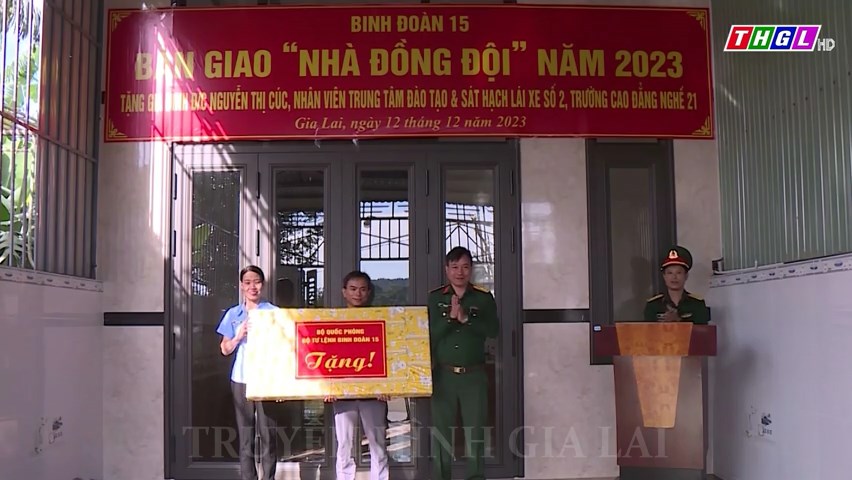 BINH ĐOÀN 15
THGL HD
BÀN GIAO “NHÀ ĐỒNG ĐỘI” NĂM 2023
TẶNG GIA ĐÌNH Đ/C NGUYỄN THỊ CÚC, NHÂN VIÊN TRUNG TÂM ĐÀO TẠO & SÁT HẠCH LÁI XE SỐ 2, TRƯỜNG CAO ĐẲNG NGHỀ 21
Gia Lai, ngày 12 tháng 12 năm 2023
BỘ QUỐC PHÒNG
BỘ TƯ LỆNH BINH ĐOÀN 15
Tặng!
TRUYỀN HÌNH GIA LAI